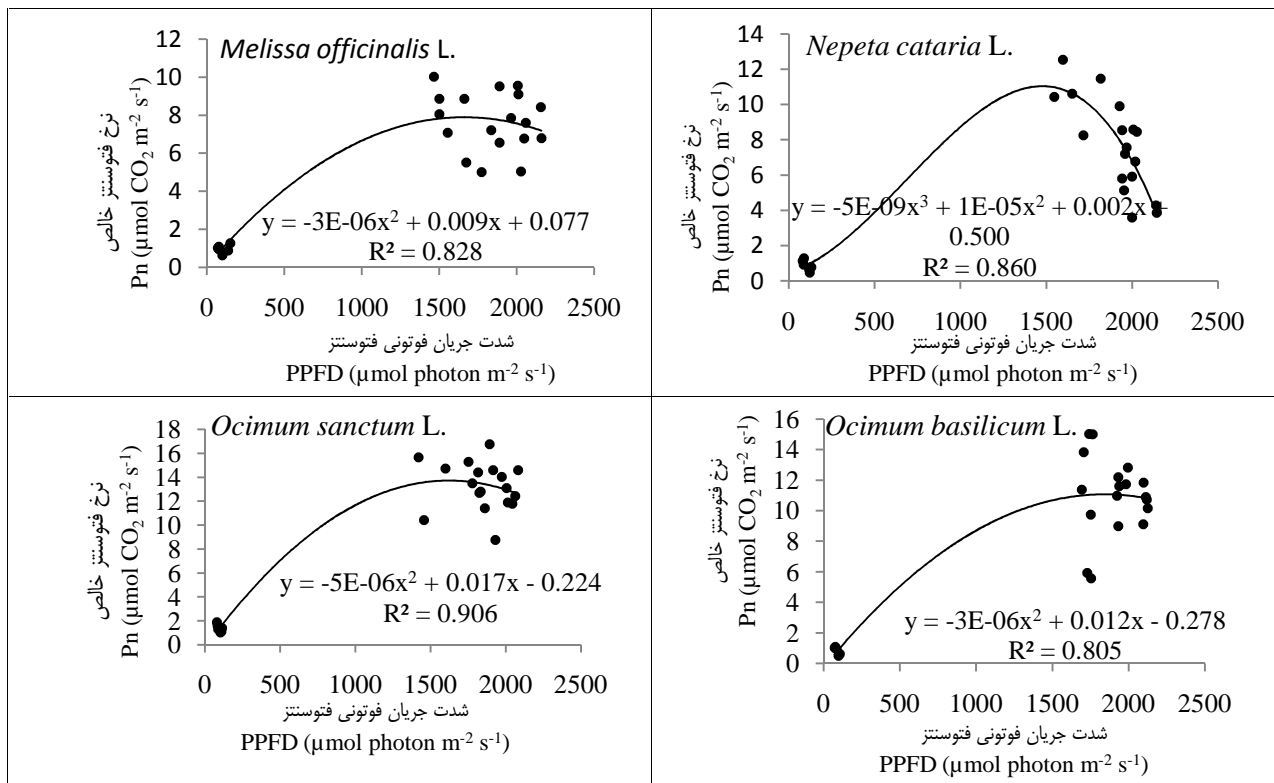 Melissa officinalis L.
12
10
8
6
4
2
0
نرخ فتوسنتز خالص
Pn (µmol CO2 m-2 s-1)
y = -3E-06x2 + 0.009x + 0.077
R² = 0.828
0 500 1000 1500 2000 2500
شدت جریان فوتونی فتوسنتز
PPFD (µmol photon m-2 s-1)
Nepeta cataria L.
14
12
10
8
6
4
2
0
نرخ فتوسنتز خالص
Pn (µmol CO2 m-2 s-1)
y = -5E-09x3 + 1E-05x2 + 0.002x +
0.500
R² = 0.860
0 500 1000 1500 2000 2500
شدت جریان فوتونی فتوسنتز
PPFD (µmol photon m-2 s-1)
Ocimum sanctum L.
18
16
14
12
10
8
6
4
2
0
نرخ فتوسنتز خالص
Pn (µmol CO2 m-2 s-1)
y = -5E-06x2 + 0.017x - 0.224
R² = 0.906
0 500 1000 1500 2000 2500
شدت جریان فوتونی فتوسنتز
PPFD (µmol photon m-2 s-1)
Ocimum basilicum L.
16
14
12
10
8
6
4
2
0
نرخ فتوسنتز خالص
Pn (µmol CO2 m-2 s-1)
y = -3E-06x2 + 0.012x - 0.278
R² = 0.805
0 500 1000 1500 2000 2500
شدت جریان فوتونی فتوسنتز
PPFD (µmol photon m-2 s-1)